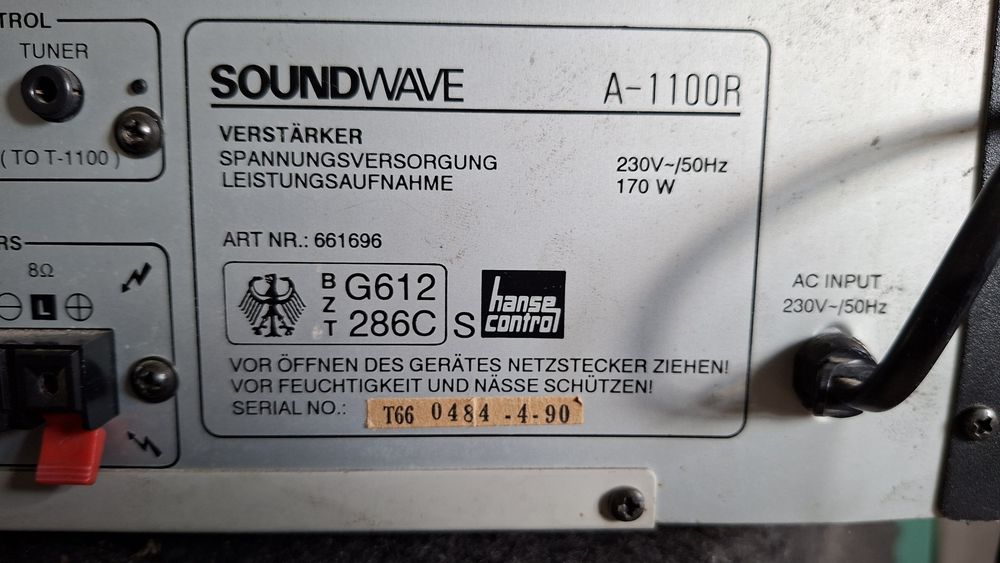 TROL
TUNER
( TO T-1100 )
SOUNDWAVE A-1100R
VERSTÄRKER
SPANNUNGSVERSORGUNG 230V~/50Hz
LEISTUNGSAUFNAHME 170 W
ART NR.: 661696
BZT G612
286C
S
hanse
control
VOR ÖFFNEN DES GERÄTES NETZSTECKER ZIEHEN!
VOR FEUCHTIGKEIT UND NÄSSE SCHÜTZEN!
SERIAL NO.: T66 0484 -4-90
RS
8Ω
L
AC INPUT
230V~/50Hz